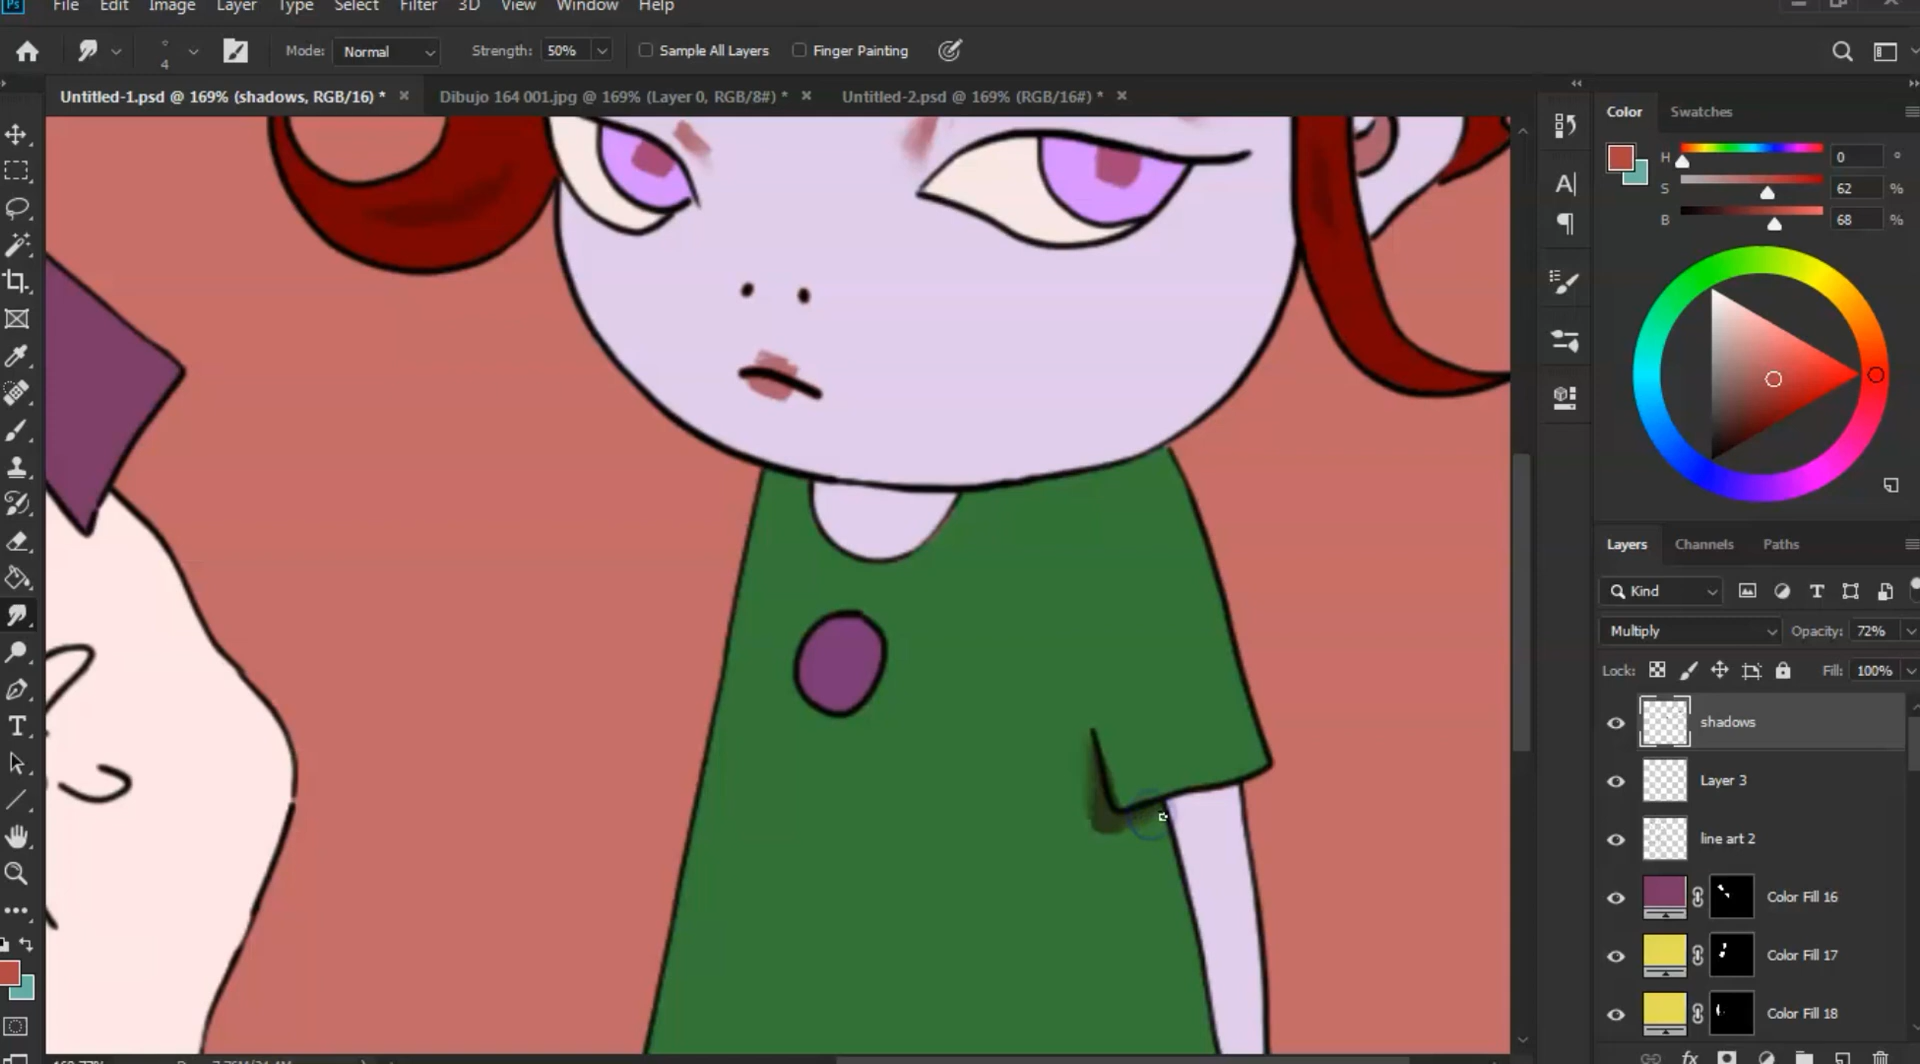 Ps File Edit Image Layer Type Select Filter 3D View Window Help
4 Mode: Normal Strength: 50% Sample All Layers Finger Painting
Untitled-1.psd @ 169% (shadows, RGB/16) * × Dibujo 164 001.jpg @ 169% (Layer 0, RGB/8#) * × Untitled-2.psd @ 169% (RGB/16#) * ×
Color Swatches
H 0 °
S 62 %
B 68 %
Layers Channels Paths
Kind
Multiply Opacity: 72%
Lock: Fill: 100%
shadows
Layer 3
line art 2
Color Fill 16
Color Fill 17
Color Fill 18